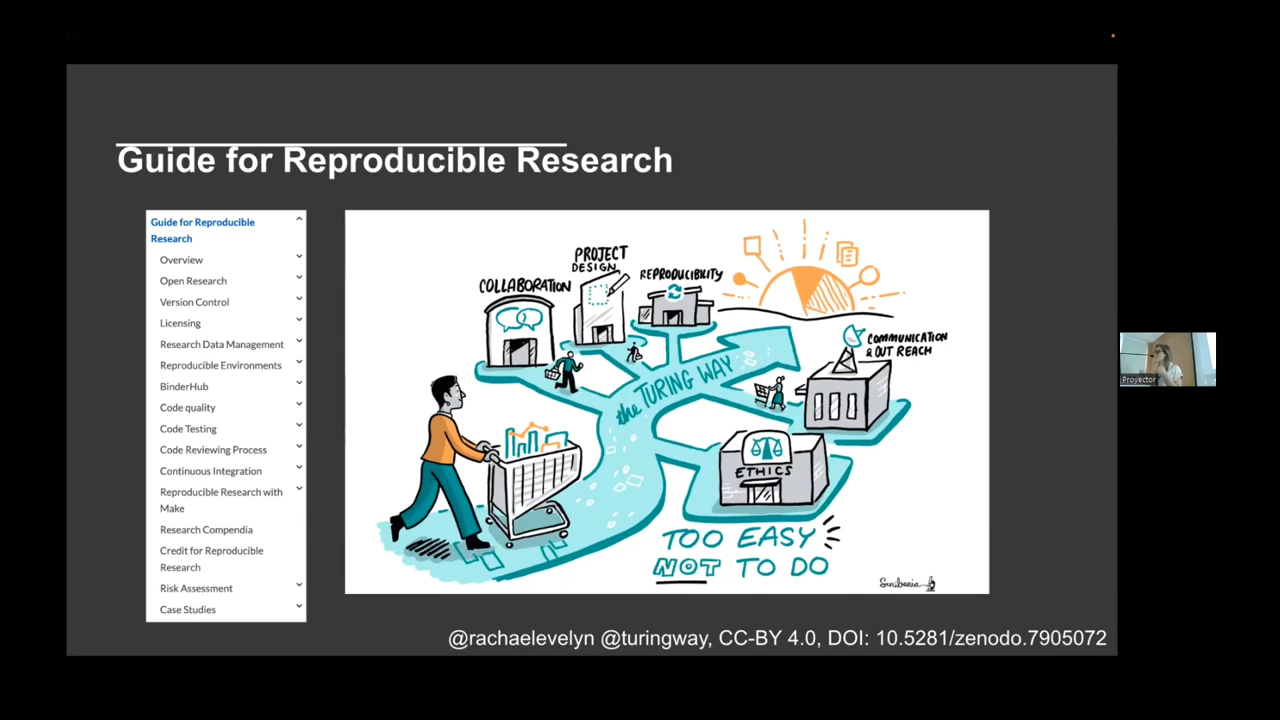 Guide for Reproducible Research
Guide for Reproducible
Research
Overview
Open Research
Version Control
Licensing
Research Data Management
Reproducible Environments
BinderHub
Code quality
Code Testing
Code Reviewing Process
Continuous Integration
Reproducible Research with
Make
Research Compendia
Credit for Reproducible
Research
Risk Assessment
Case Studies
COLLABORATION
PROJECT
DESIGN
REPRODUCIBILITY
COMMUNICATION
& OUT REACH
the TURING WAY
ETHICS
TOO EASY
NOT TO DO
Scriberia
@rachaelevelyn @turingway, CC-BY 4.0, DOI: 10.5281/zenodo.7905072
Proyector